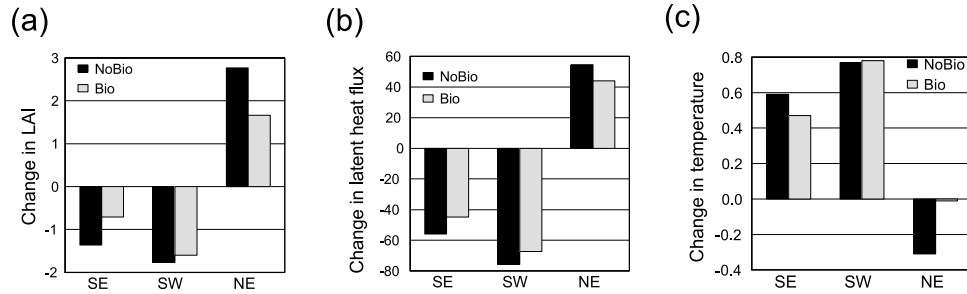 (a)
Change in LAI
3
2
1
0
-1
-2
NoBio
Bio
SE SW NE
(b)
Change in latent heat flux
60
40
20
0
-20
-40
-60
-80
NoBio
Bio
SE SW NE
(c)
Change in temperature
0.8
0.6
0.4
0.2
0.0
-0.2
-0.4
NoBio
Bio
SE SW NE